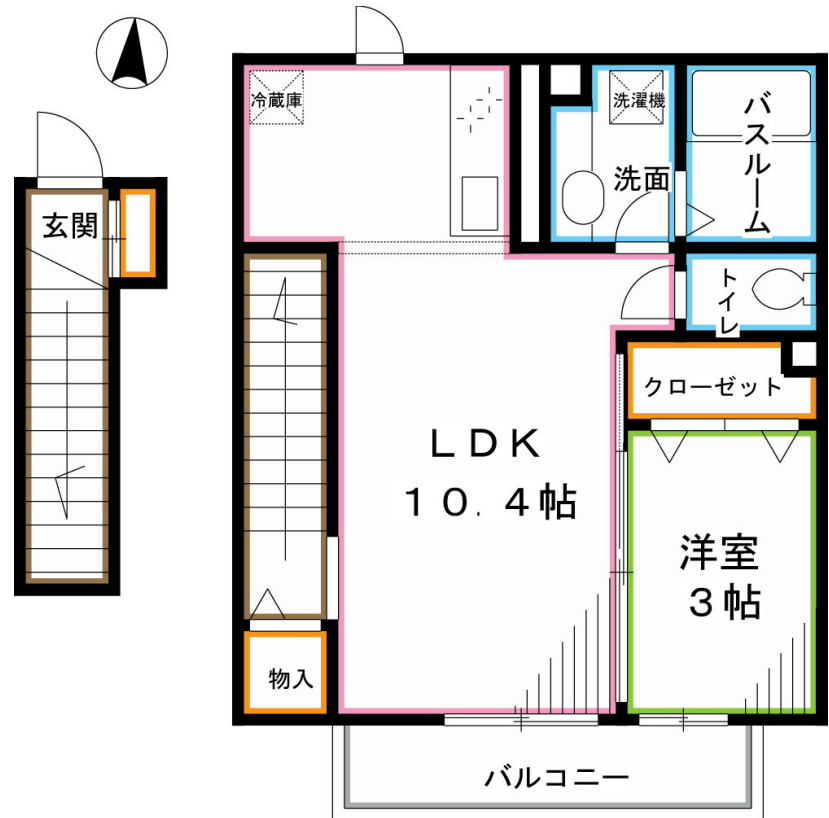 冷蔵庫
洗濯機
バスルーム
洗面
玄関
トイレ
クローゼット
LDK
10.4帖
洋室
3帖
物入
バルコニー